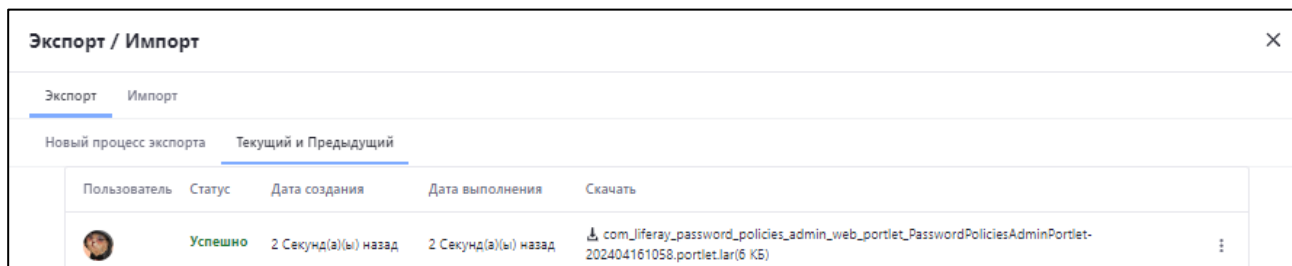 Экспорт / Импорт
Экспорт Импорт
Новый процесс экспорта Текущий и Предыдущий
Пользователь Статус Дата создания Дата выполнения Скачать
Успешно 2 Секунд(а)(ы) назад 2 Секунд(а)(ы) назад com_liferay_password_policies_admin_web_portlet_PasswordPoliciesAdminPortlet-
202404161058.portlet.lar(6 КБ)